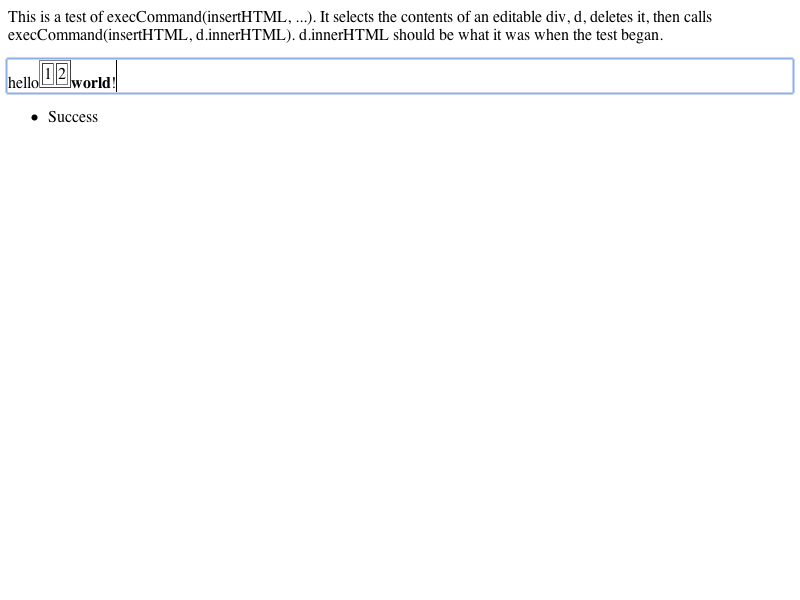 This is a test of execCommand(insertHTML, ...). It selects the contents of an editable div, d, deletes it, then calls
execCommand(insertHTML, d.innerHTML). d.innerHTML should be what it was when the test began.
hello 1 2 world!
• Success